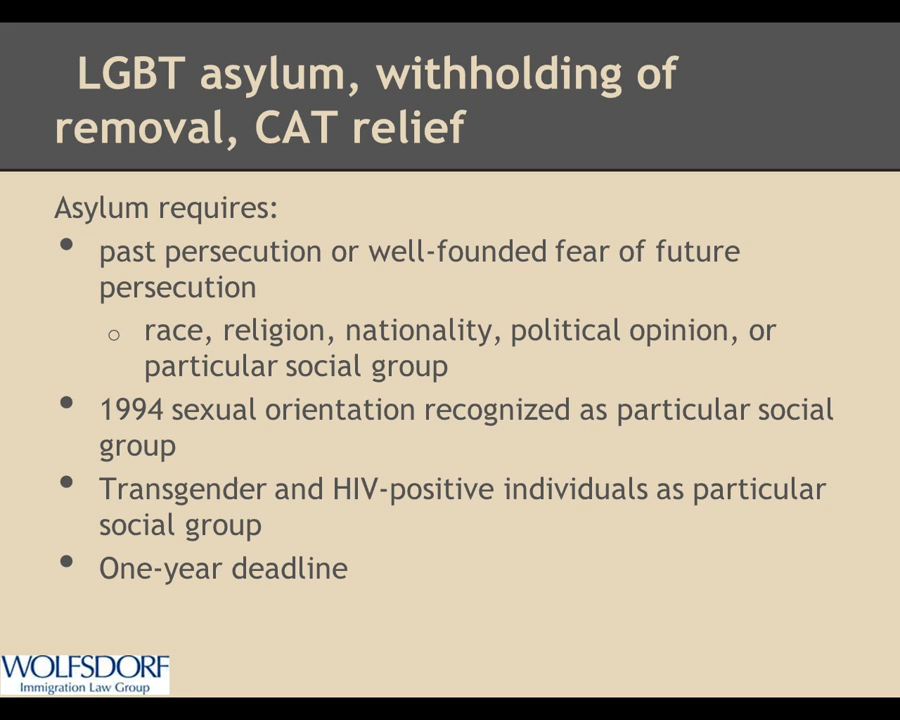 LGBT asylum, withholding of
removal, CAT relief
Asylum requires:
• past persecution or well-founded fear of future
persecution
○ race, religion, nationality, political opinion, or
particular social group
• 1994 sexual orientation recognized as particular social
group
• Transgender and HIV-positive individuals as particular
social group
• One-year deadline
WOLFSDORF
Immigration Law Group